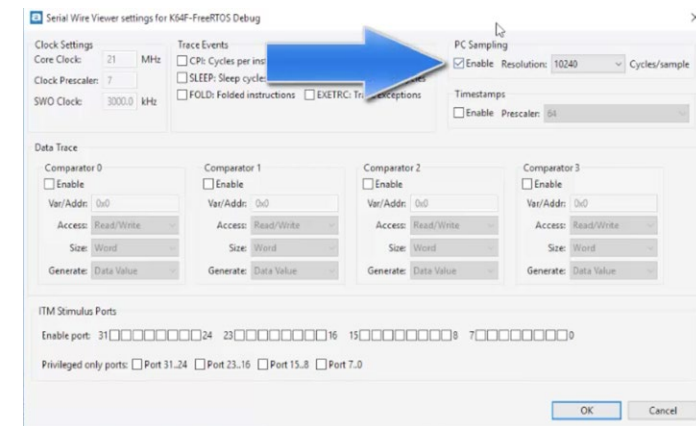 Serial Wire Viewer settings for K64F-FreeRTOS Debug
Clock Settings
Core Clock: 21 MHz
Clock Prescaler: 7
SWO Clock: 3000.0 kHz
Trace Events
CPI: Cycles per
SLEEP: Sleep
FOLD: Folded instructions EXETRC: exceptions
PC Sampling
Enable Resolution: 10240 Cycles/sample
Timestamps
Enable Prescaler: 64
Data Trace
Comparator 0 Comparator 1 Comparator 2 Comparator 3
Enable Enable Enable Enable
Var/Addr: 0x0 Var/Addr: 0x0 Var/Addr: 0x0 Var/Addr: 0x0
Access: Read/Write Access: Read/Write Access: Read/Write Access: Read/Write
Size: Word Size: Word Size: Word Size: Word
Generate: Data Value Generate: Data Value Generate: Data Value Generate: Data Value
ITM Stimulus Ports
Enable port: 31 24 23 16 15 8 7 0
Privileged only ports: Port 31..24 Port 23..16 Port 15..8 Port 7..0
OK Cancel